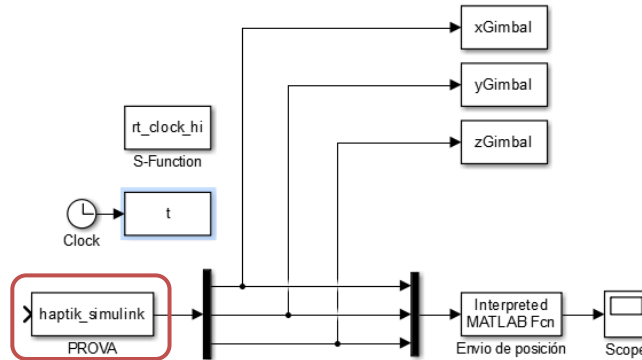 xGimbal
yGimbal
rt_clock_hi
S-Function
zGimbal
t
Clock
haptik_simulink
PROVA
Interpreted
MATLAB Fcn
Envio de posición
Scope